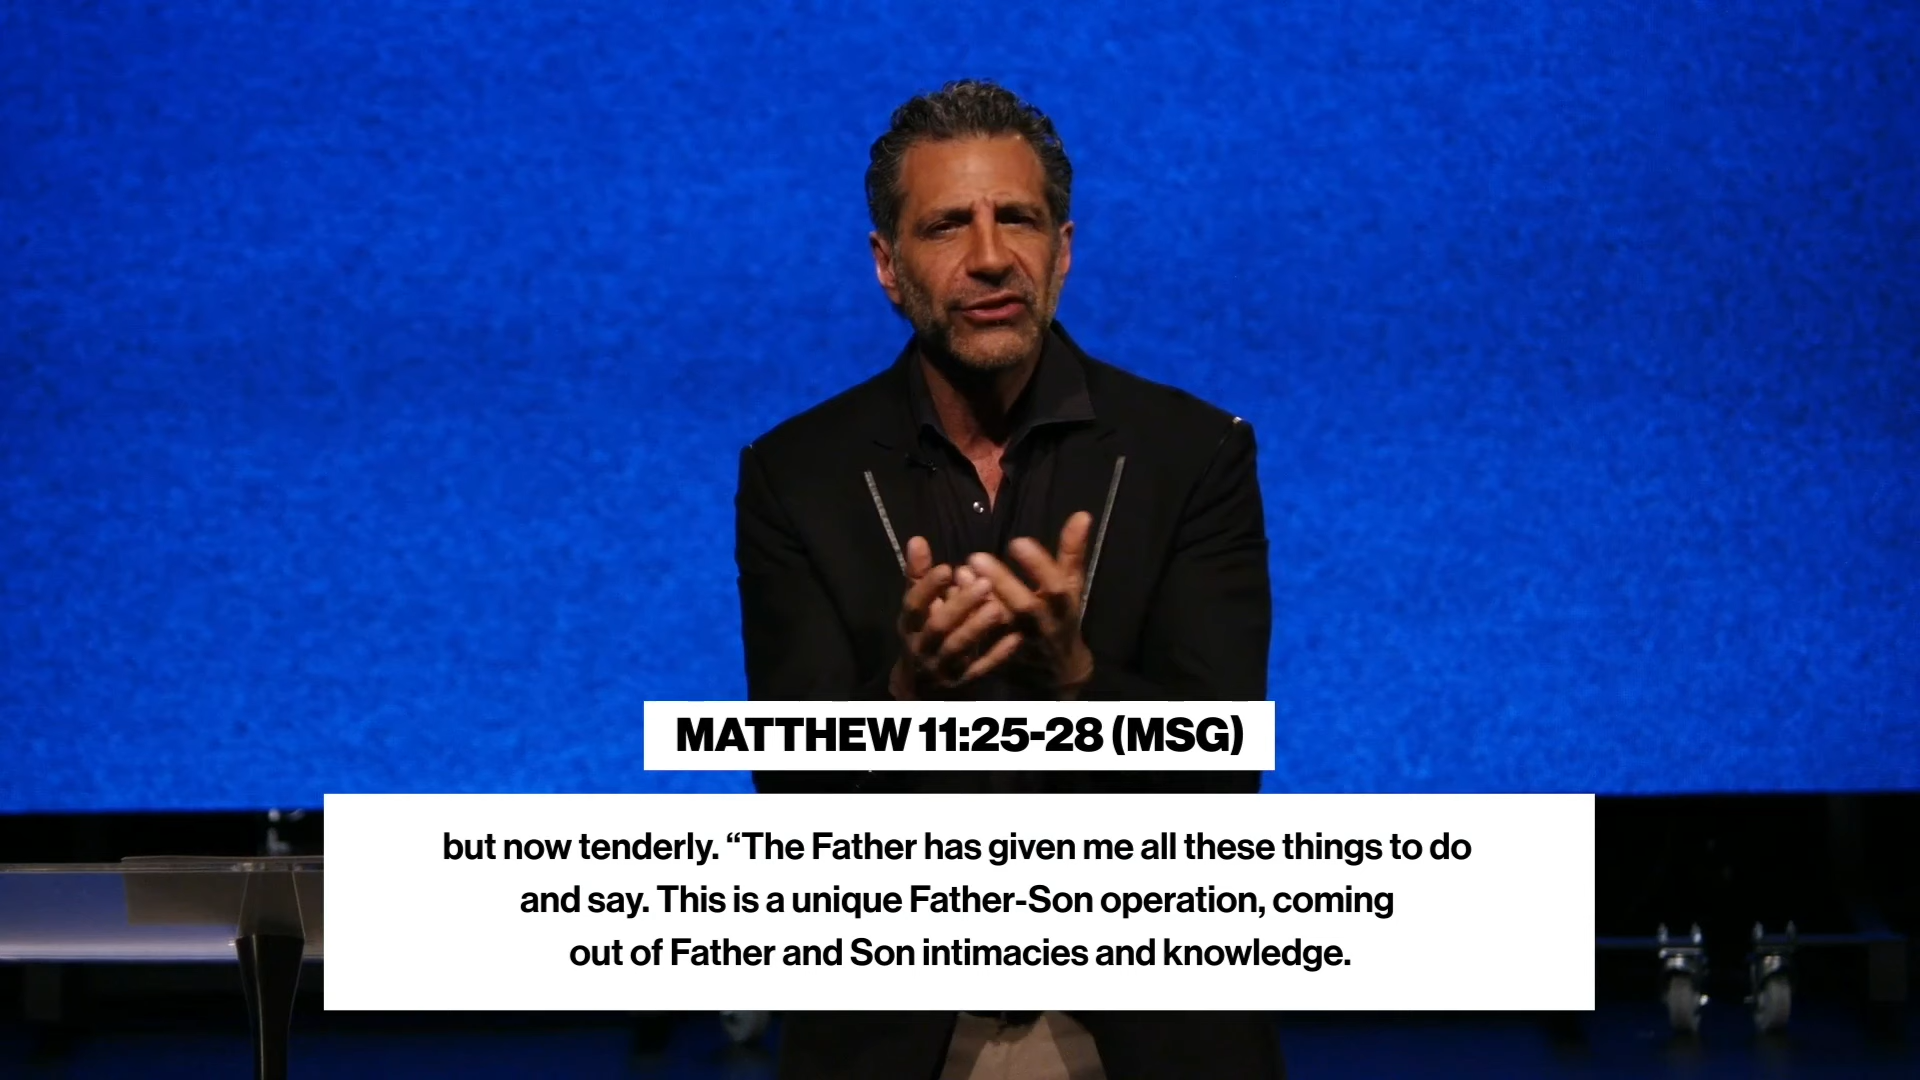 MATTHEW 11:25-28 (MSG)
but now tenderly. “The Father has given me all these things to do
and say. This is a unique Father-Son operation, coming
out of Father and Son intimacies and knowledge.